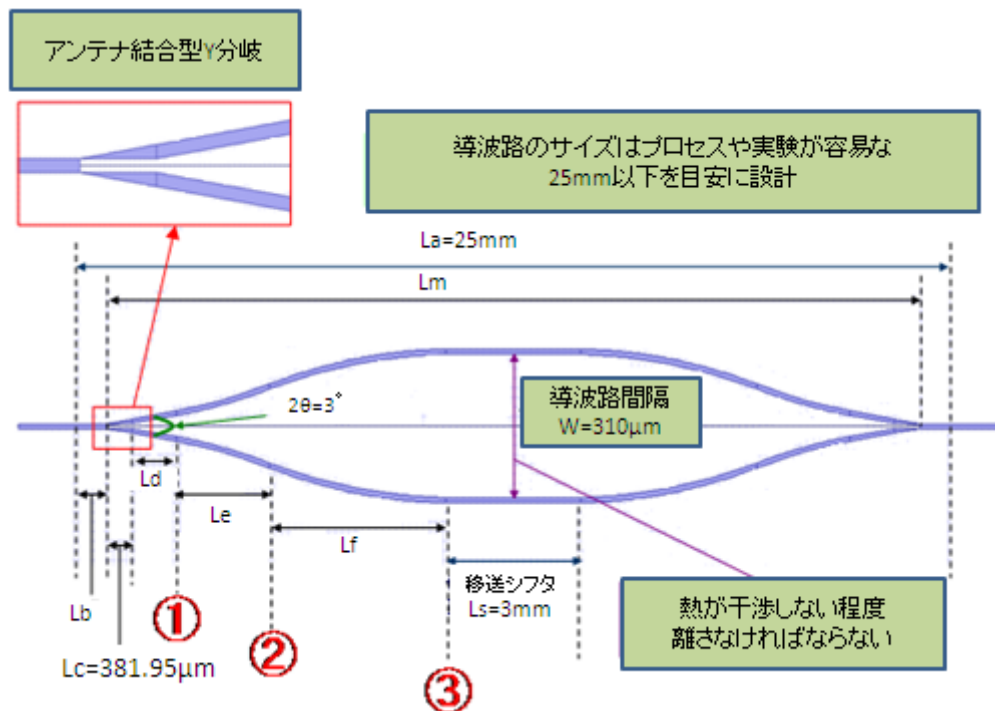 アンテナ結合型Y分岐
導波路のサイズはプロセスや実験が容易な
25mm以下を目安に設計
La=25mm
Lm
2θ=3°
導波路間隔
W=310μm
Ld
Le
Lf
移送シフタ
Ls=3mm
Lb
①
Lc=381.95μm
②
③
熱が干渉しない程度
離さなければならない